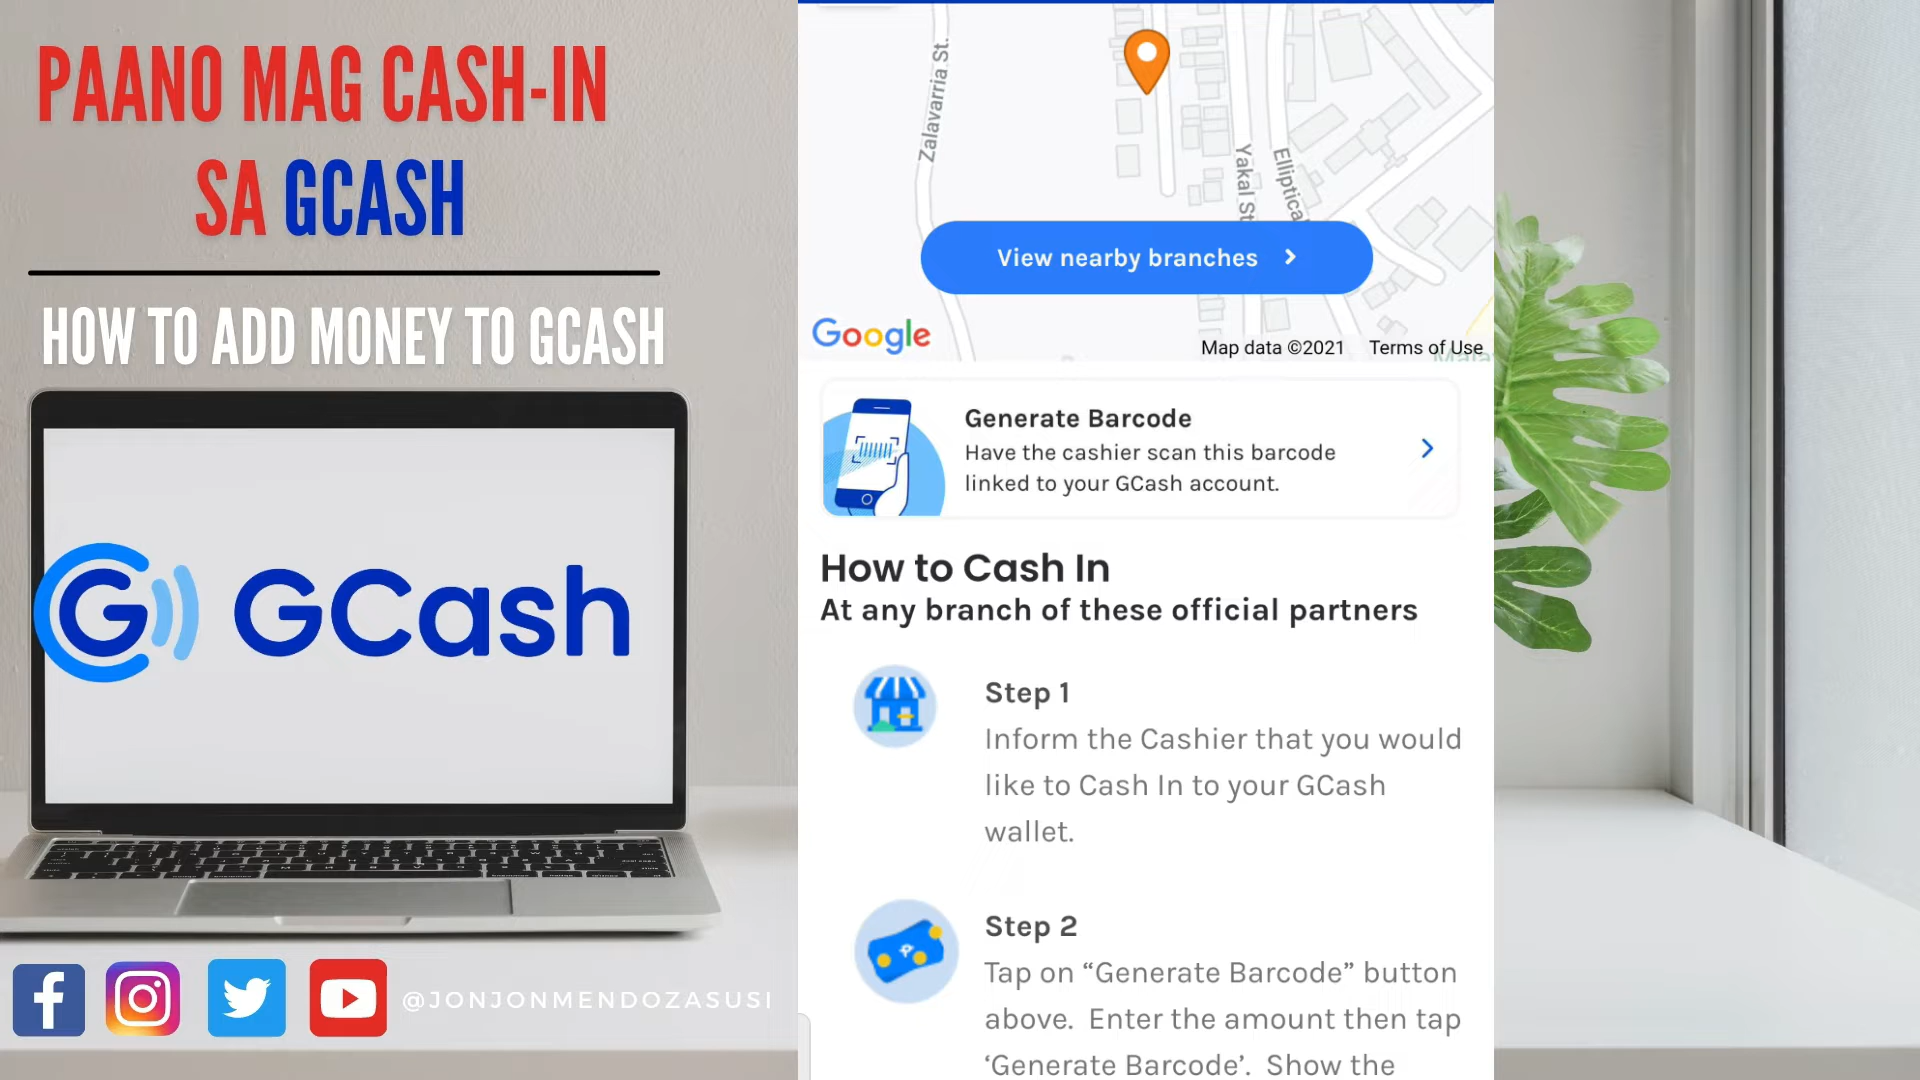 PAANO MAG CASH-IN
SA GCASH
HOW TO ADD MONEY TO GCASH
GCash
@JONJONMENDOZASUSI
Zalavarria St.
Yakal St
Elliptical
View nearby branches
Google
Map data ©2021 Terms of Use
Generate Barcode
Have the cashier scan this barcode
linked to your GCash account.
How to Cash In
At any branch of these official partners
Step 1
Inform the Cashier that you would
like to Cash In to your GCash
wallet.
Step 2
Tap on “Generate Barcode” button
above. Enter the amount then tap
‘Generate Barcode’. Show the